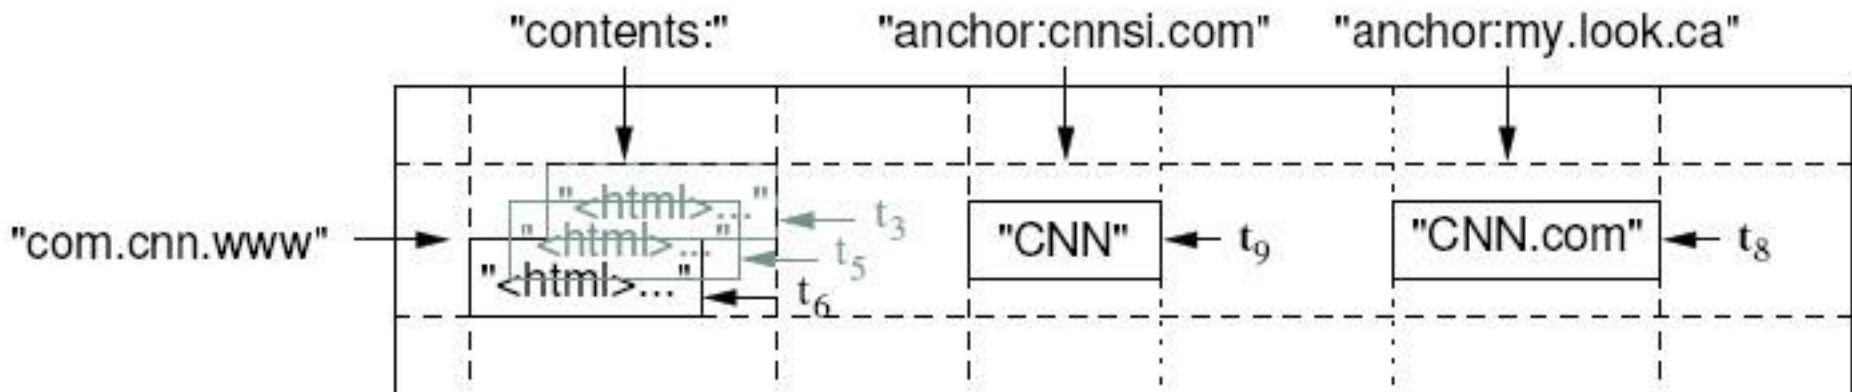 "contents:" "anchor:cnnsi.com" "anchor:my.look.ca"
"<html>..." t3
"com.cnn.www" "<html>..." t5 "CNN" t9 "CNN.com" t8
"<html>..." t6